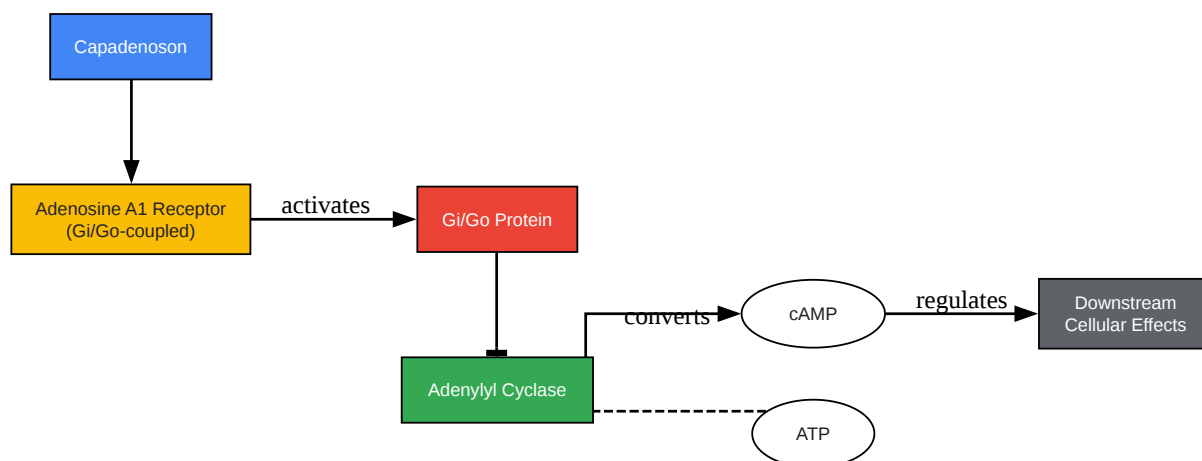 Capadenoson
Adenosine A1 Receptor
(Gi/Go-coupled)
activates
Gi/Go Protein
converts
cAMP
regulates
Downstream
Cellular Effects
Adenylyl Cyclase
ATP